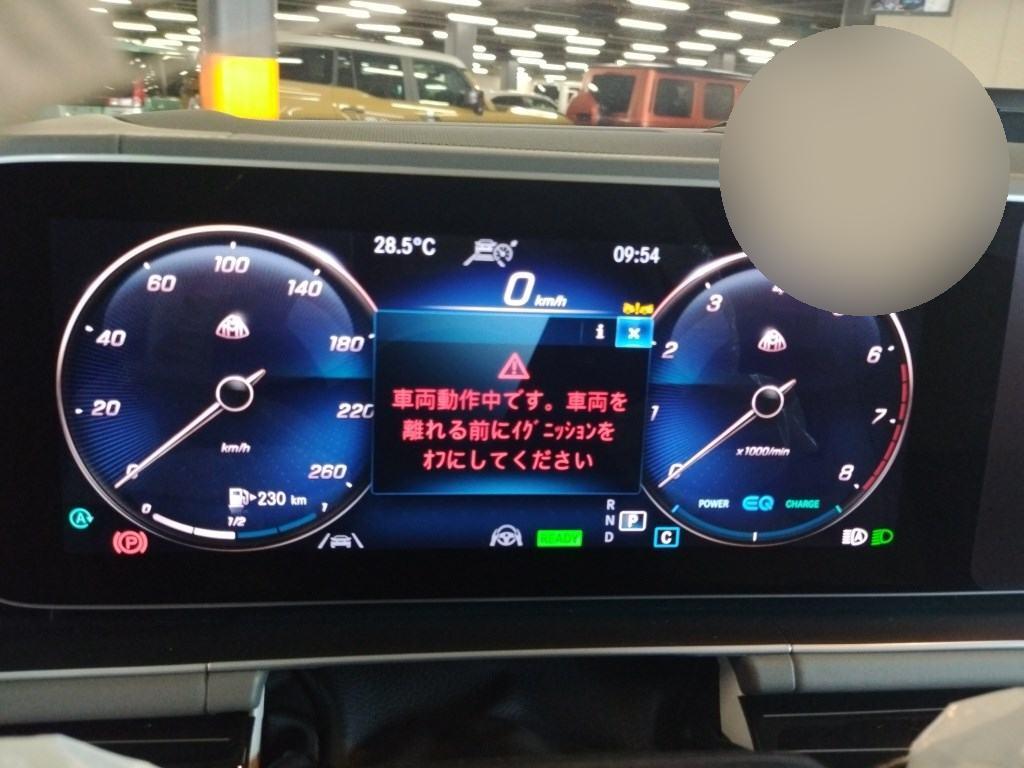 28.5°C
09:54
0 km/h
i ×
車両動作中です。車両を
離れる前にｲｸﾞﾆｯｼｮﾝを
ｵﾌにしてください
0
20
40
60
100
140
180
220
260
km/h
230 km
0 1/2 1
A
P
READY
R
N
P
D
C
0
1
2
3
6
7
8
x1000/min
POWER EQ CHARGE
A